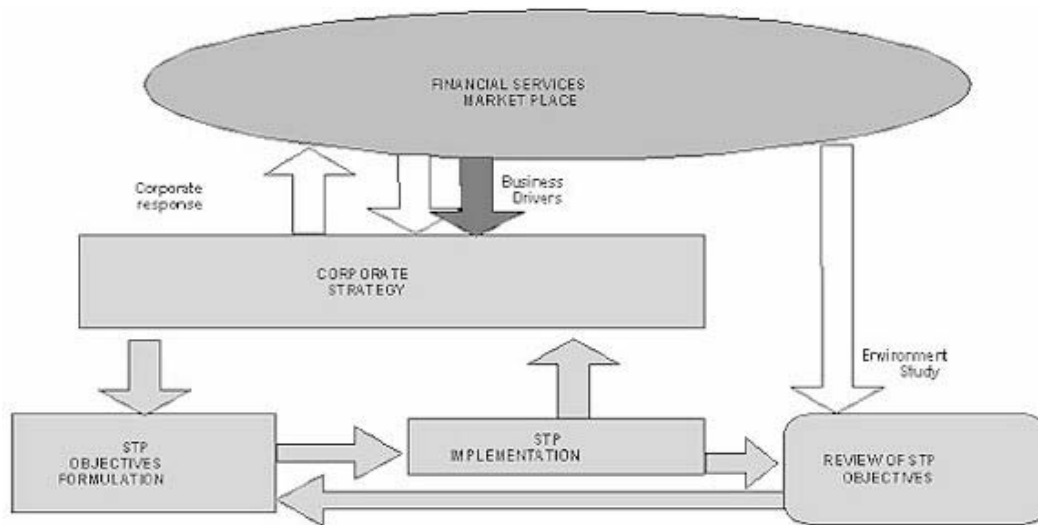 FINANCIAL SERVICES
MARKET PLACE
Corporate
response
Business
Drivers
CORPORATE
STRATEGY
Environment
Study
STP
OBJECTIVES
FORMULATION
STP
IMPLEMENTATION
REVIEW OF STP
OBJECTIVES